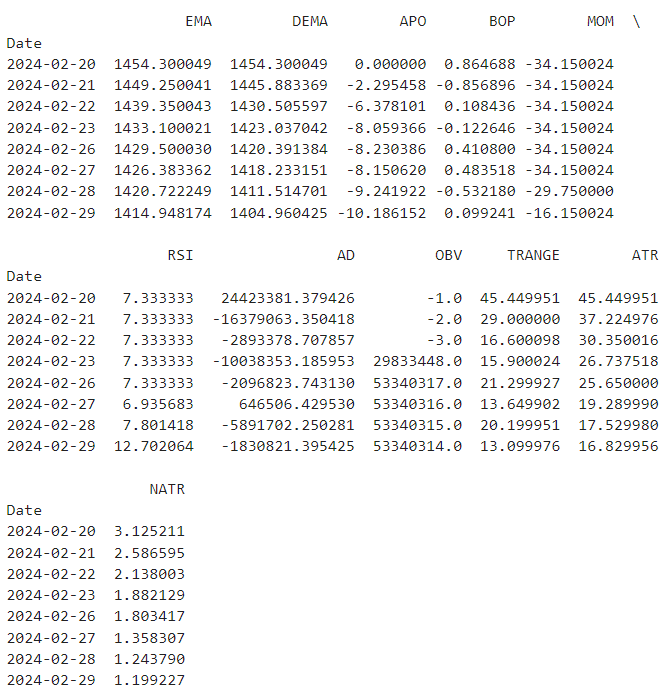 EMA DEMA APO BOP MOM \
Date
2024-02-20 1454.300049 1454.300049 0.000000 0.864688 -34.150024
2024-02-21 1449.250041 1445.883369 -2.295458 -0.856896 -34.150024
2024-02-22 1439.350043 1430.505597 -6.378101 0.108436 -34.150024
2024-02-23 1433.100021 1423.037042 -8.059366 -0.122646 -34.150024
2024-02-26 1429.500030 1420.391384 -8.230386 0.410800 -34.150024
2024-02-27 1426.383362 1418.233151 -8.150620 0.483518 -34.150024
2024-02-28 1420.722249 1411.514701 -9.241922 -0.532180 -29.750000
2024-02-29 1414.948174 1404.960425 -10.186152 0.099241 -16.150024
RSI AD OBV TRANGE ATR
Date
2024-02-20 7.333333 24423381.379426 -1.0 45.449951 45.449951
2024-02-21 7.333333 -16379063.350418 -2.0 29.000000 37.224976
2024-02-22 7.333333 -2893378.707857 -3.0 16.600098 30.350016
2024-02-23 7.333333 -10038353.185953 29833448.0 15.900024 26.737518
2024-02-26 7.333333 -2096823.743130 53340317.0 21.299927 25.650000
2024-02-27 6.935683 646506.429530 53340316.0 13.649902 19.289990
2024-02-28 7.801418 -5891702.250281 53340315.0 20.199951 17.529980
2024-02-29 12.702064 -1830821.395425 53340314.0 13.099976 16.829956
NATR
Date
2024-02-20 3.125211
2024-02-21 2.586595
2024-02-22 2.138003
2024-02-23 1.882129
2024-02-26 1.803417
2024-02-27 1.358307
2024-02-28 1.243790
2024-02-29 1.199227